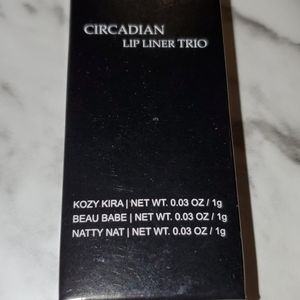 CIRCADIAN
LIP LINER TRIO
KOZY KIRA | NET WT. 0.03 OZ / 1g
BEAU BABE | NET WT. 0.03 OZ / 1g
NATTY NAT | NET WT. 0.03 OZ / 1g